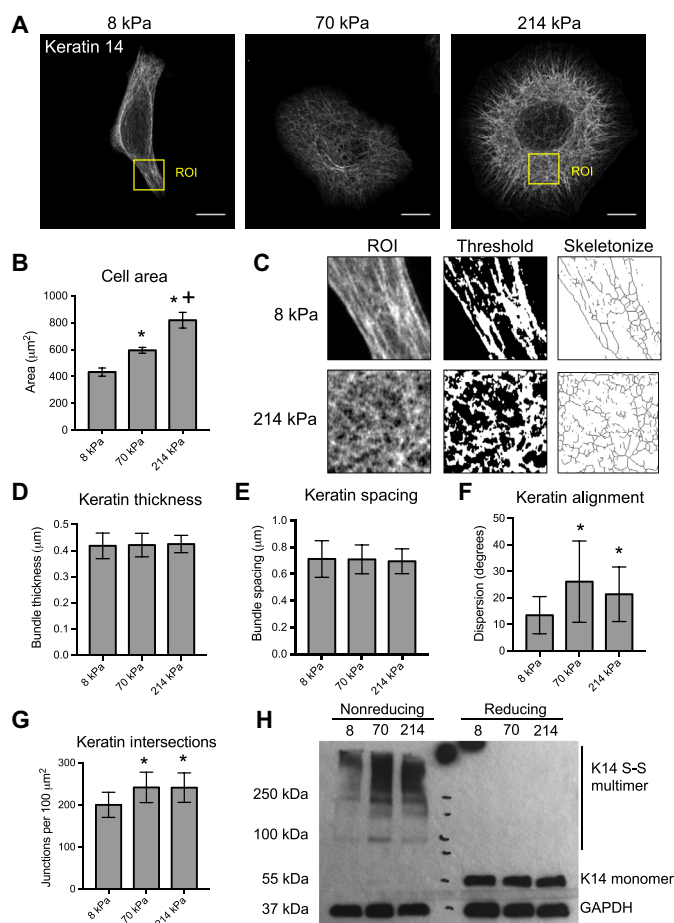 A
8 kPa
70 kPa
214 kPa
Keratin 14
ROI
ROI
B
Cell area
Area (μm²)
1000
800
600
400
200
0
*
* +
8 kPa
70 kPa
214 kPa
C
ROI
Threshold
Skeletonize
8 kPa
214 kPa
D
Keratin thickness
Bundle thickness (μm)
0.5
0.4
0.3
0.2
0.1
0.0
8 kPa
70 kPa
214 kPa
E
Keratin spacing
Bundle spacing (μm)
1.0
0.8
0.6
0.4
0.2
0.0
8 kPa
70 kPa
214 kPa
F
Keratin alignment
Dispersion (degrees)
50
40
30
20
10
0
*
*
8 kPa
70 kPa
214 kPa
G
Keratin intersections
Junctions per 100 μm²
300
200
100
0
*
*
8 kPa
70 kPa
214 kPa
H
Nonreducing
Reducing
8 70 214
8 70 214
250 kDa
100 kDa
55 kDa
37 kDa
K14 S-S
multimer
K14 monomer
GAPDH